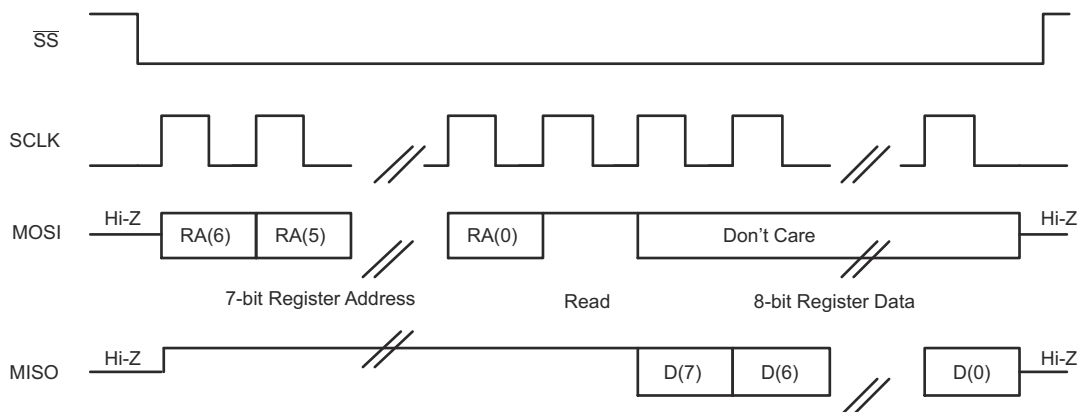 SS
SCLK
Hi-Z RA(6) RA(5) RA(0) Don't Care Hi-Z
MOSI
7-bit Register Address Read 8-bit Register Data
Hi-Z D(7) D(6) D(0) Hi-Z
MISO